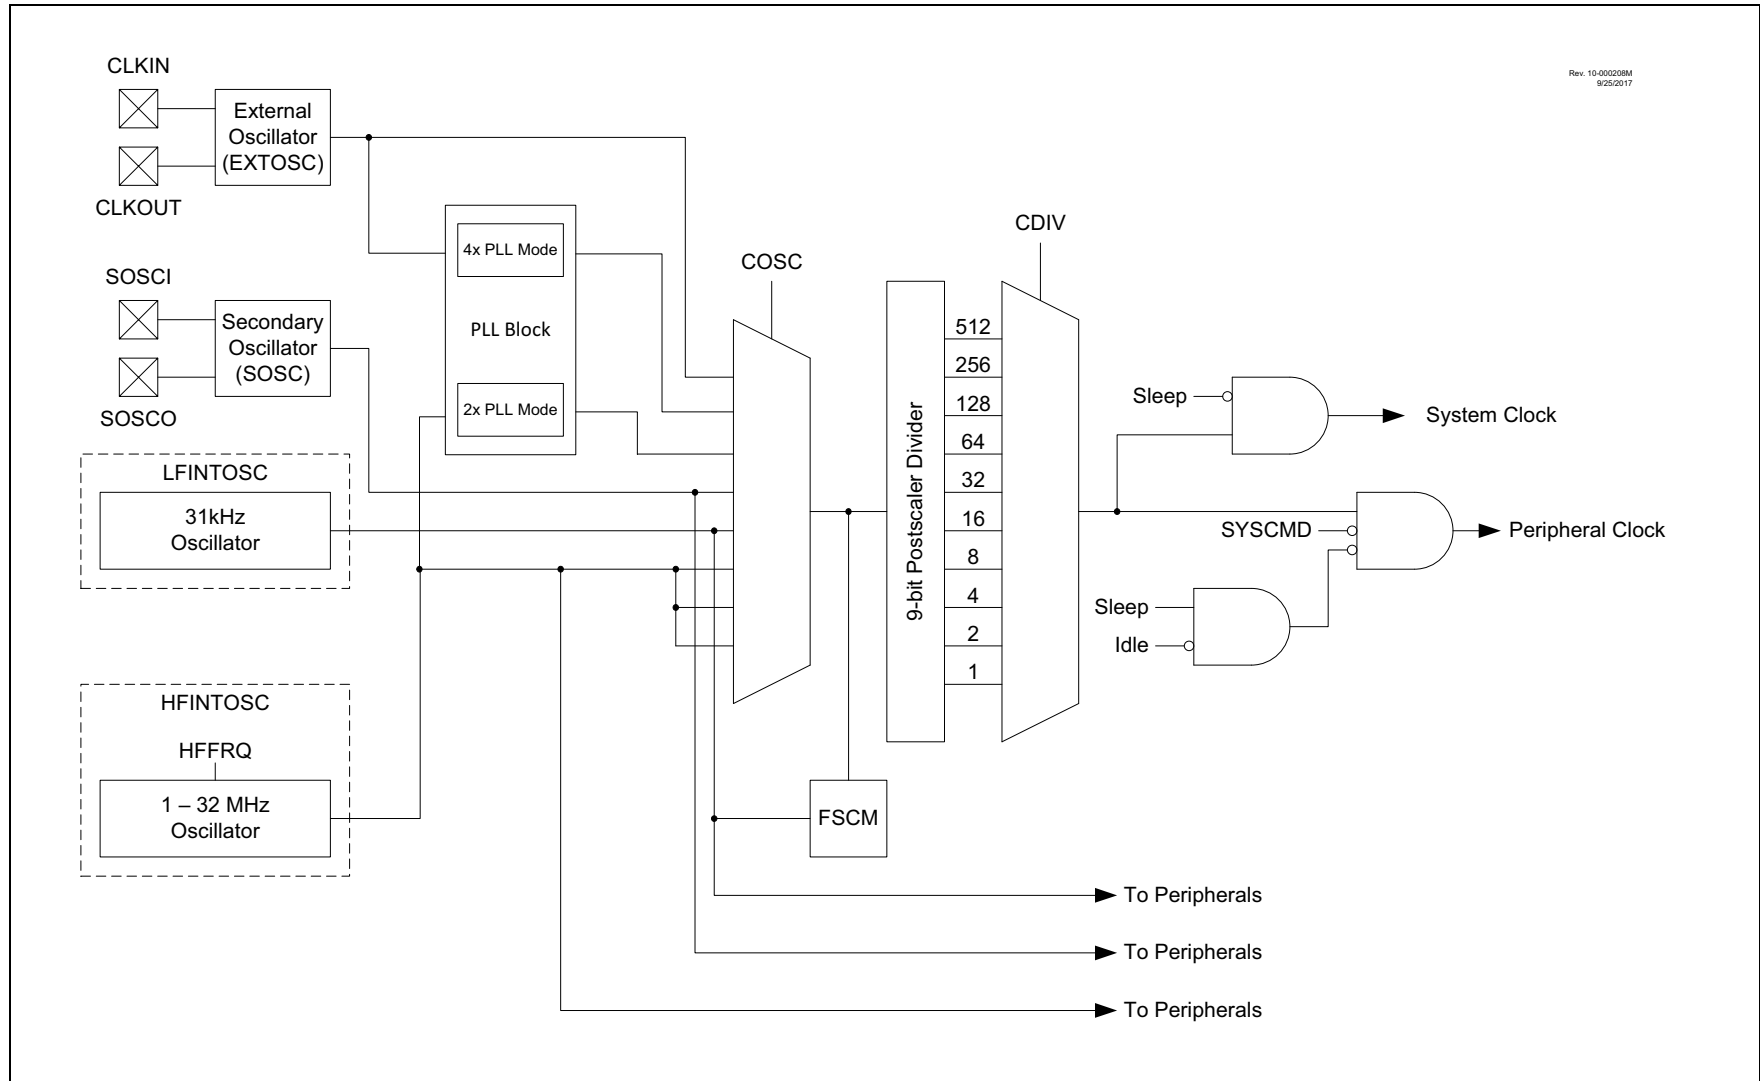 Rev. 10-000208M
9/25/2017
CLKIN
External
Oscillator
(EXTOSC)
CLKOUT
SOSCI
Secondary
Oscillator
(SOSC)
SOSCO
LFINTOSC
31kHz
Oscillator
HFINTOSC
HFFRQ
1 – 32 MHz
Oscillator
4x PLL Mode
PLL Block
2x PLL Mode
COSC
FSCM
9-bit Postscaler Divider
512
256
128
64
32
16
8
4
2
1
CDIV
Sleep
System Clock
SYSCMD
Peripheral Clock
Sleep
Idle
To Peripherals
To Peripherals
To Peripherals